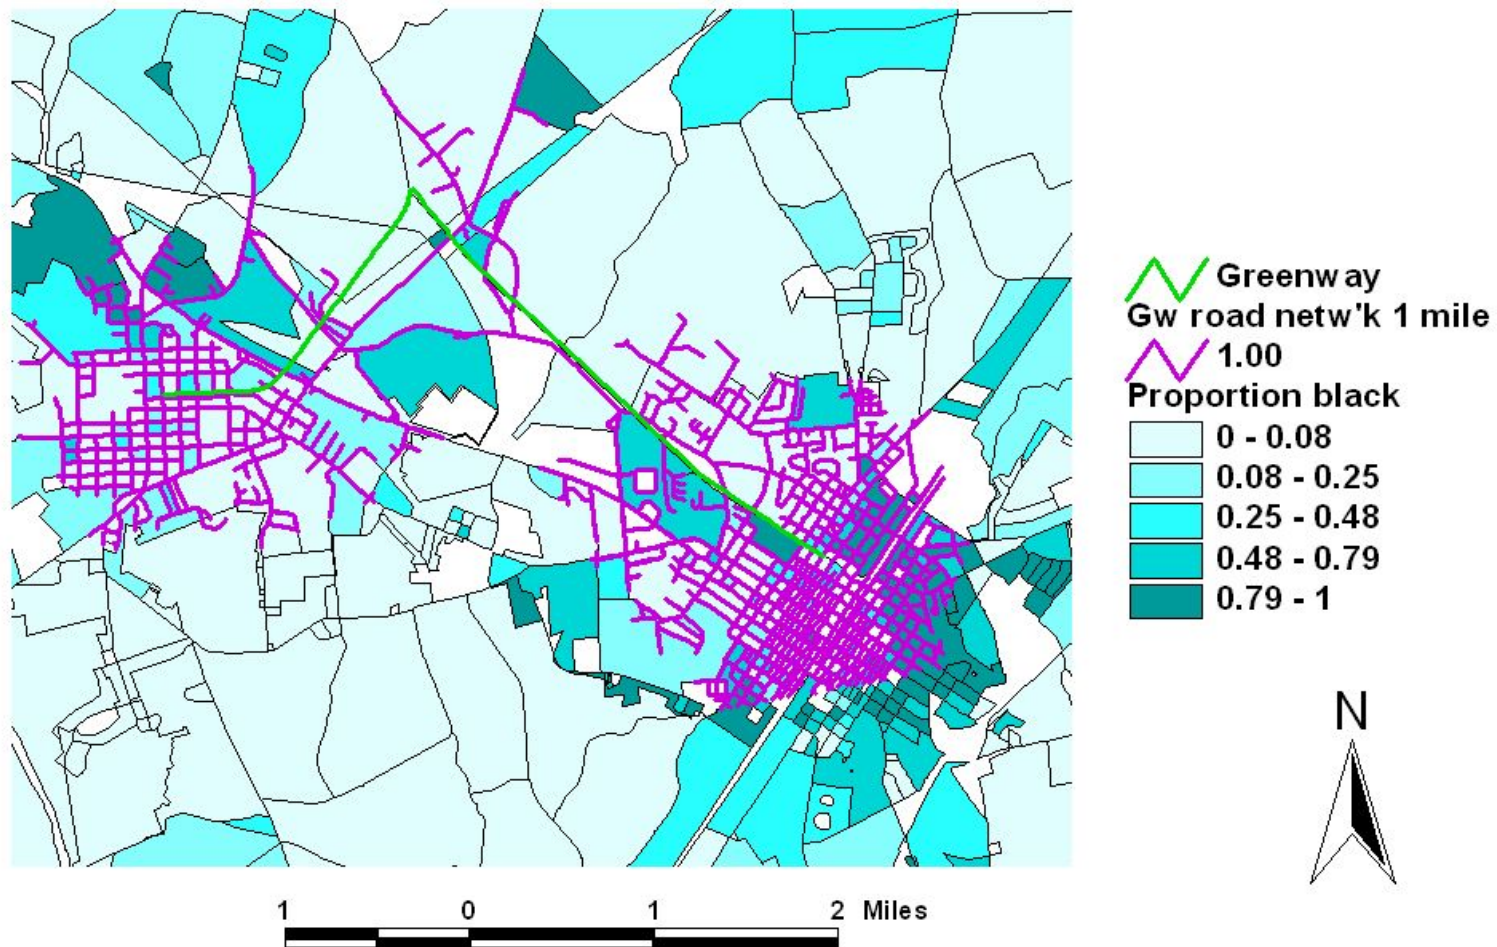 Greenway
Gw road netw'k 1 mile
1.00
Proportion black
0 - 0.08
0.08 - 0.25
0.25 - 0.48
0.48 - 0.79
0.79 - 1
N
1 0 1 2 Miles